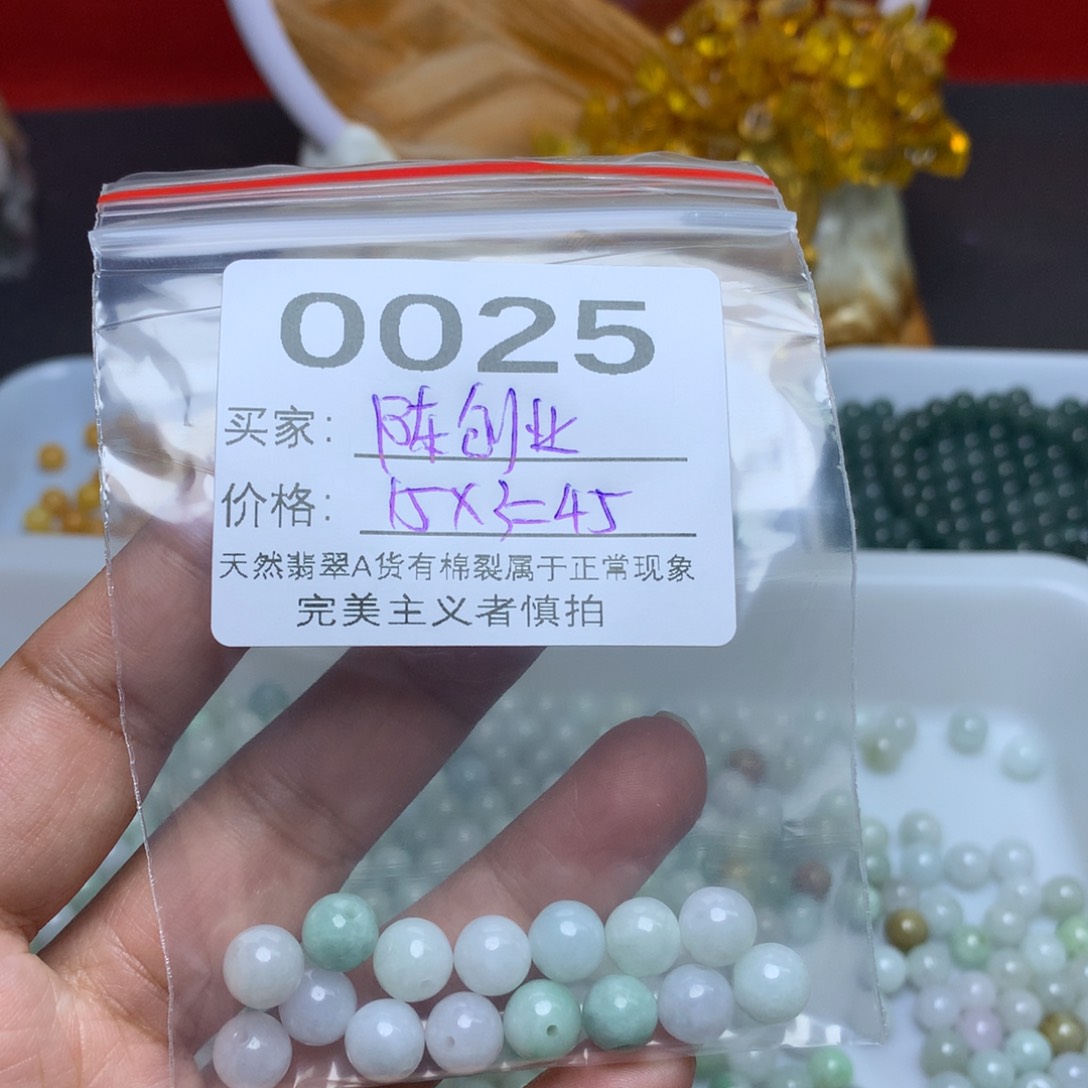 0025
买家: 陈创业
价格: 15×3=45
天然翡翠A货有棉裂属于正常现象
完美主义者慎拍